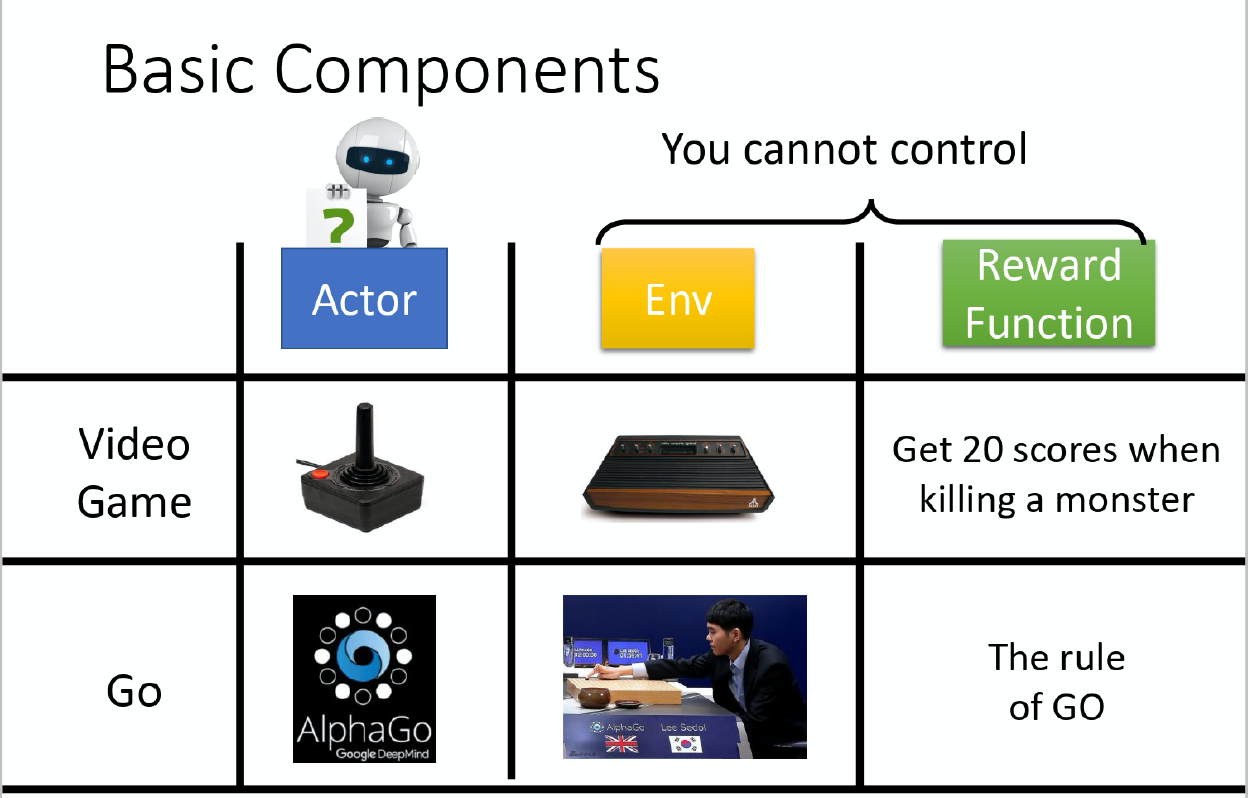 Basic Components
You cannot control
?
Actor
Env
Reward
Function
Video
Game
Get 20 scores when
killing a monster
Go
AlphaGo
Google DeepMind
AlphaGo
Lee Sedol
The rule
of GO